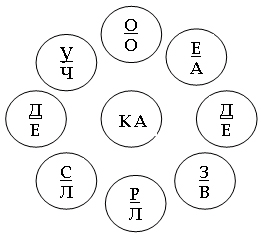 О
О
Е
А
Д
Е
З
В
Р
Л
С
Л
Д
Е
У
Ч
КА